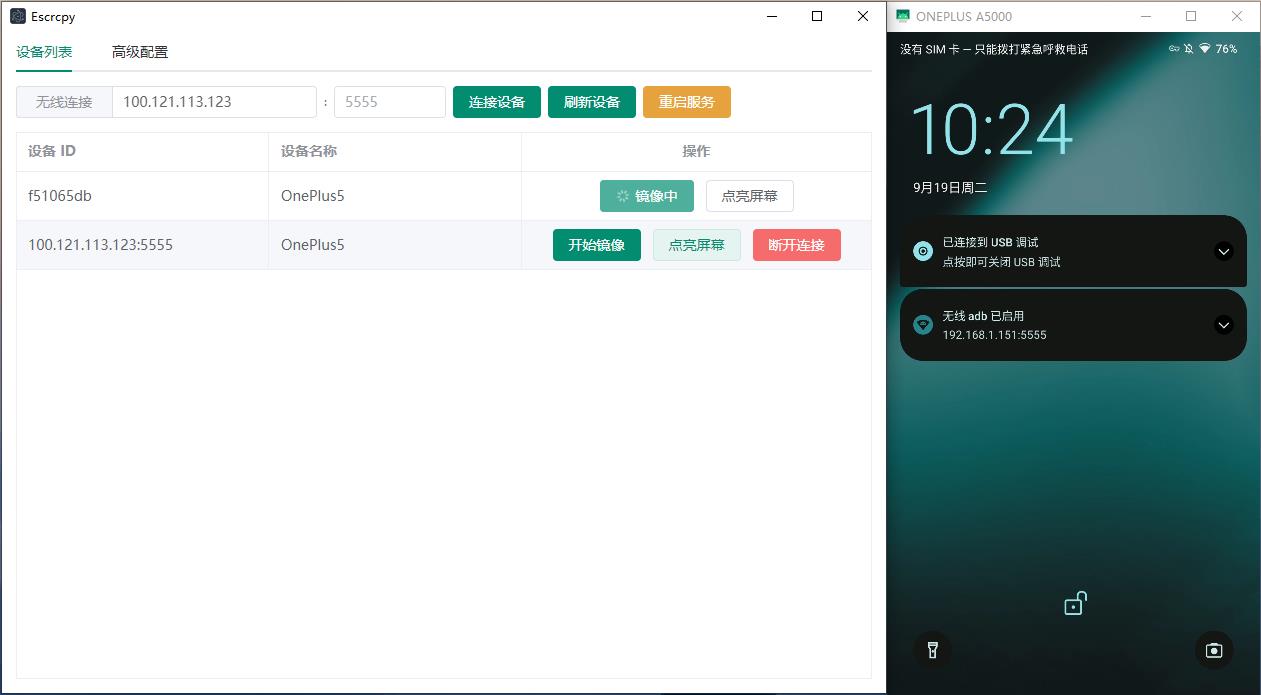 Escrcpy
设备列表 高级配置
无线连接 100.121.113.123 : 5555 连接设备 刷新设备 重启服务
设备 ID 设备名称 操作
f51065db OnePlus5 镜像中 点亮屏幕
100.121.113.123:5555 OnePlus5 开始镜像 点亮屏幕 断开连接
ONEPLUS A5000
没有 SIM 卡 – 只能拨打紧急呼救电话 76%
10:24
9月19日周二
已连接到 USB 调试
点按即可关闭 USB 调试
无线 adb 已启用
192.168.1.151:5555